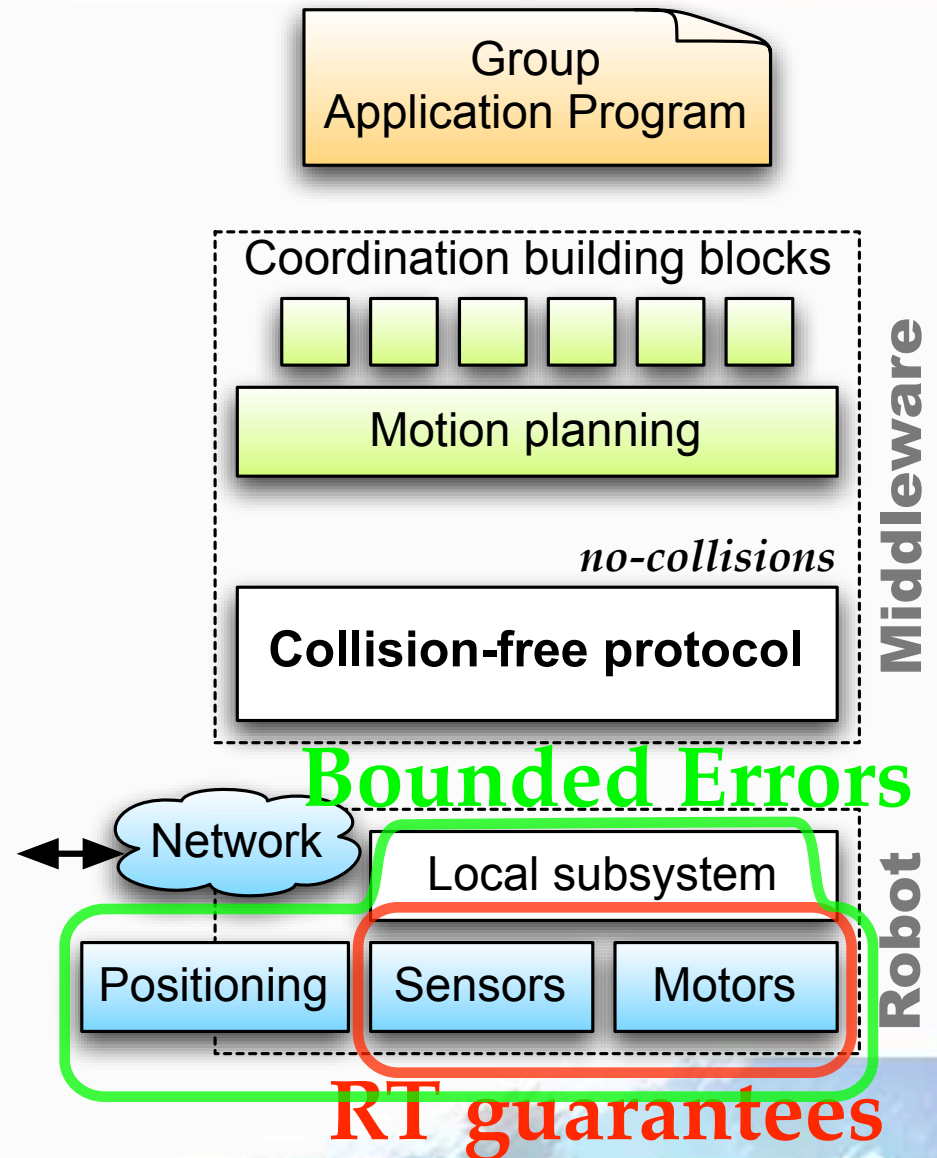 Group
Application Program
Coordination building blocks
Motion planning
no-collisions
Collision-free protocol
Middleware
Bounded Errors
Network
Local subsystem
Positioning
Sensors
Motors
Robot
RT guarantees